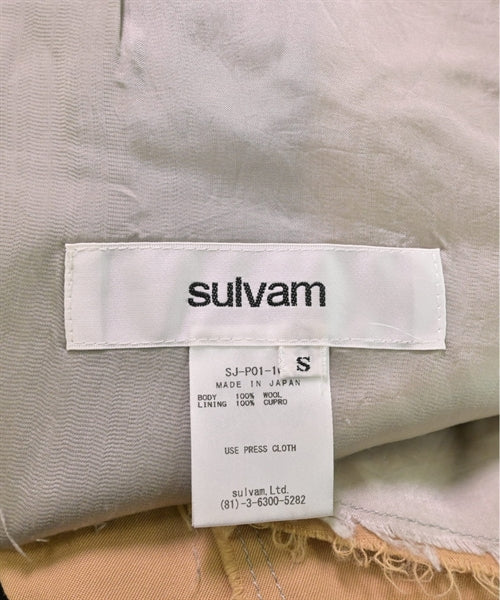 sulvam
S
SJ-P01-1
MADE IN JAPAN
BODY 100% WOOL
LINING 100% CUPRO
USE PRESS CLOTH
sulvam.Ltd.
(81)-3-6300-5282